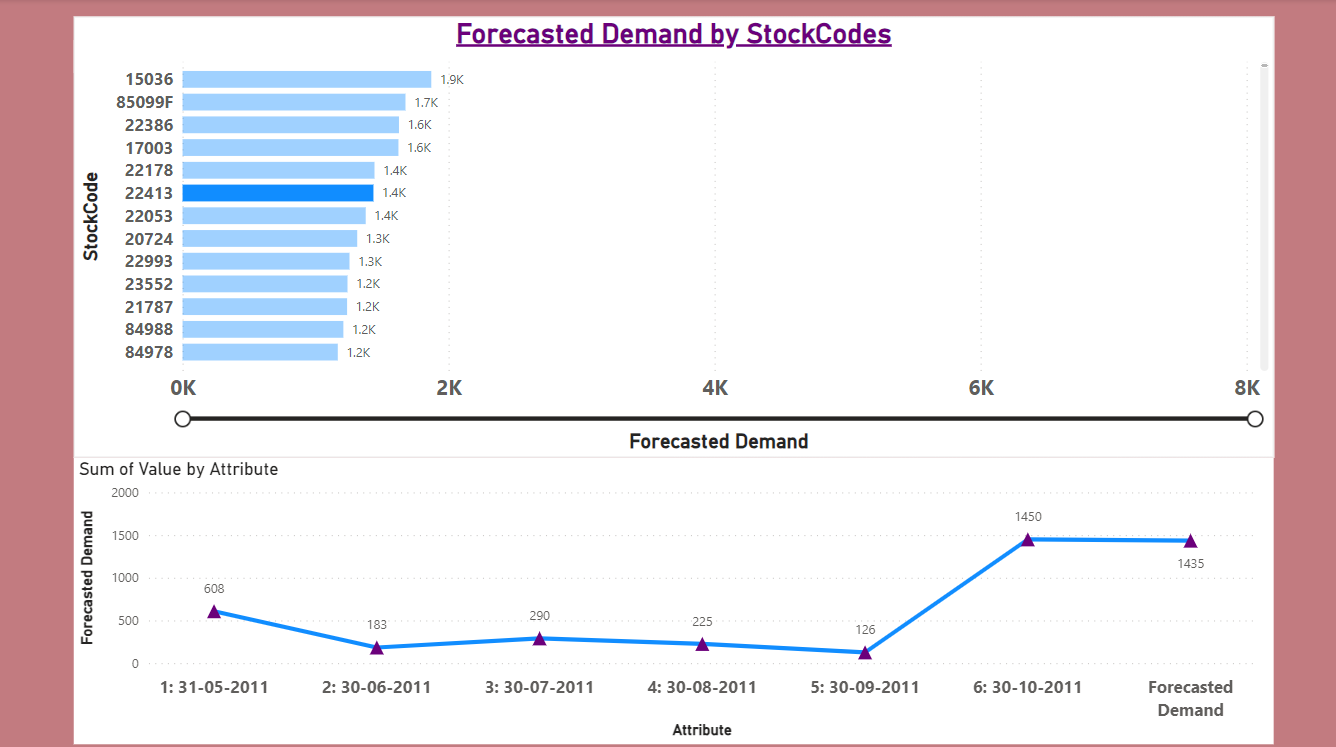 Forecasted Demand by StockCodes
StockCode
15036 1.9K
85099F 1.7K
22386 1.6K
17003 1.6K
22178 1.4K
22413 1.4K
22053 1.4K
20724 1.3K
22993 1.3K
23552 1.2K
21787 1.2K
84988 1.2K
84978 1.2K
0K 2K 4K 6K 8K
Forecasted Demand
Sum of Value by Attribute
Forecasted Demand
2000
1500
1000
500
0
608
183
290
225
126
1450
1435
1: 31-05-2011 2: 30-06-2011 3: 30-07-2011 4: 30-08-2011 5: 30-09-2011 6: 30-10-2011 Forecasted
Demand
Attribute